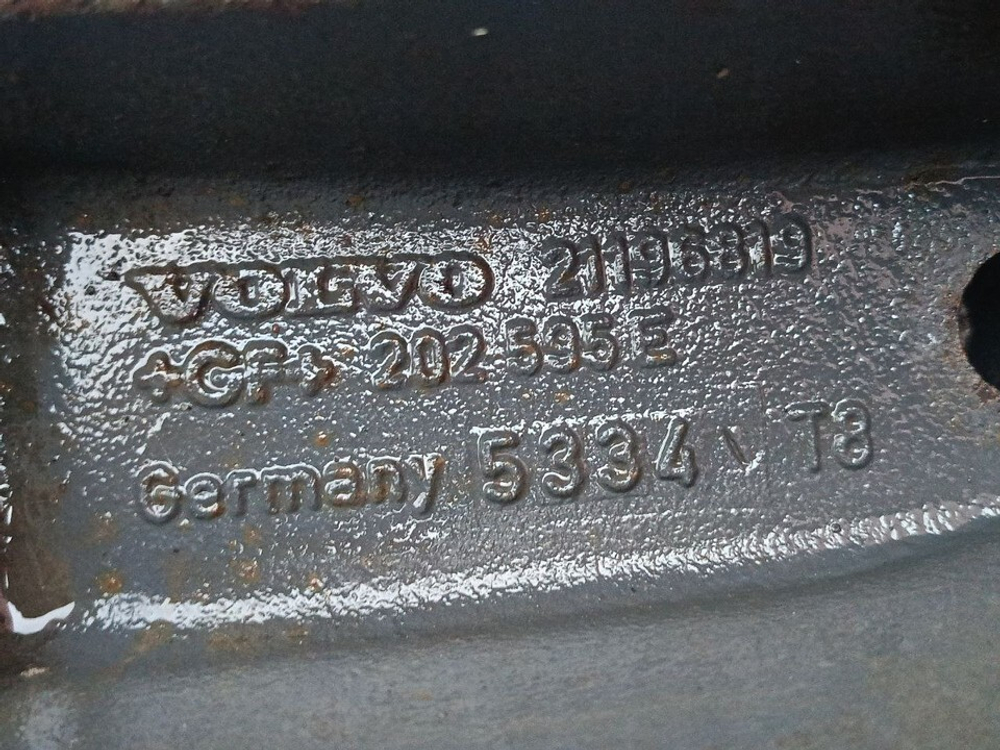 VOLVO 21196819
+GF+ 202 595 E
Germany 5334 T8